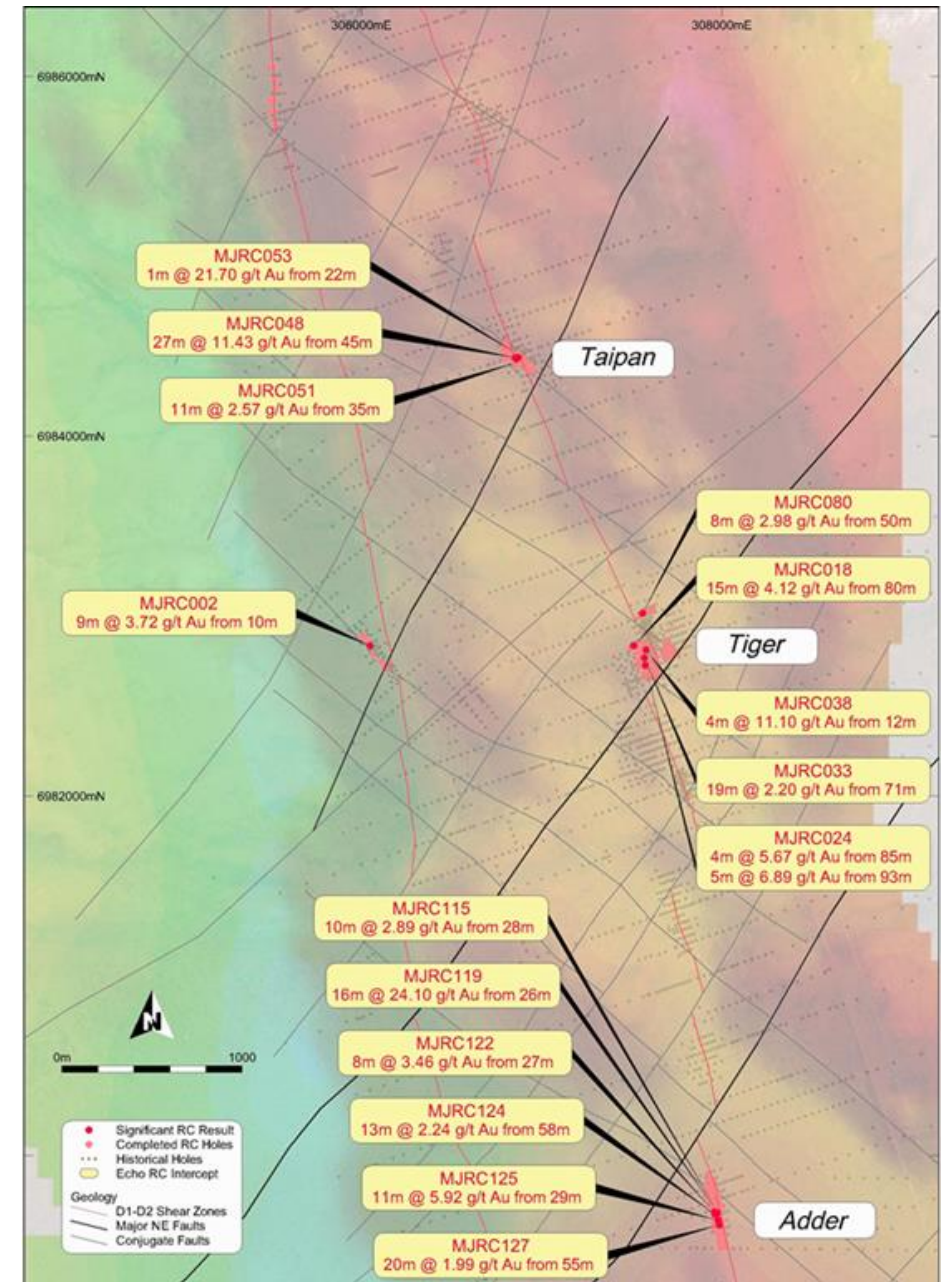 306000mE
308000mE
6986000mN
MJRC053
1m @ 21.70 g/t Au from 22m
MJRC048
27m @ 11.43 g/t Au from 45m
Taipan
MJRC051
11m @ 2.57 g/t Au from 35m
6984000mN
MJRC080
8m @ 2.98 g/t Au from 50m
MJRC018
15m @ 4.12 g/t Au from 80m
MJRC002
9m @ 3.72 g/t Au from 10m
Tiger
MJRC038
4m @ 11.10 g/t Au from 12m
MJRC033
19m @ 2.20 g/t Au from 71m
6982000mN
MJRC024
4m @ 5.67 g/t Au from 85m
5m @ 6.89 g/t Au from 93m
MJRC115
10m @ 2.89 g/t Au from 28m
MJRC119
16m @ 24.10 g/t Au from 26m
N
0m
1000
MJRC122
8m @ 3.46 g/t Au from 27m
MJRC124
13m @ 2.24 g/t Au from 58m
MJRC125
11m @ 5.92 g/t Au from 29m
Adder
MJRC127
20m @ 1.99 g/t Au from 55m
Significant RC Result
Completed RC Holes
Historical Holes
Echo RC Intercept
Geology
D1-D2 Shear Zones
Major NE Faults
Conjugate Faults